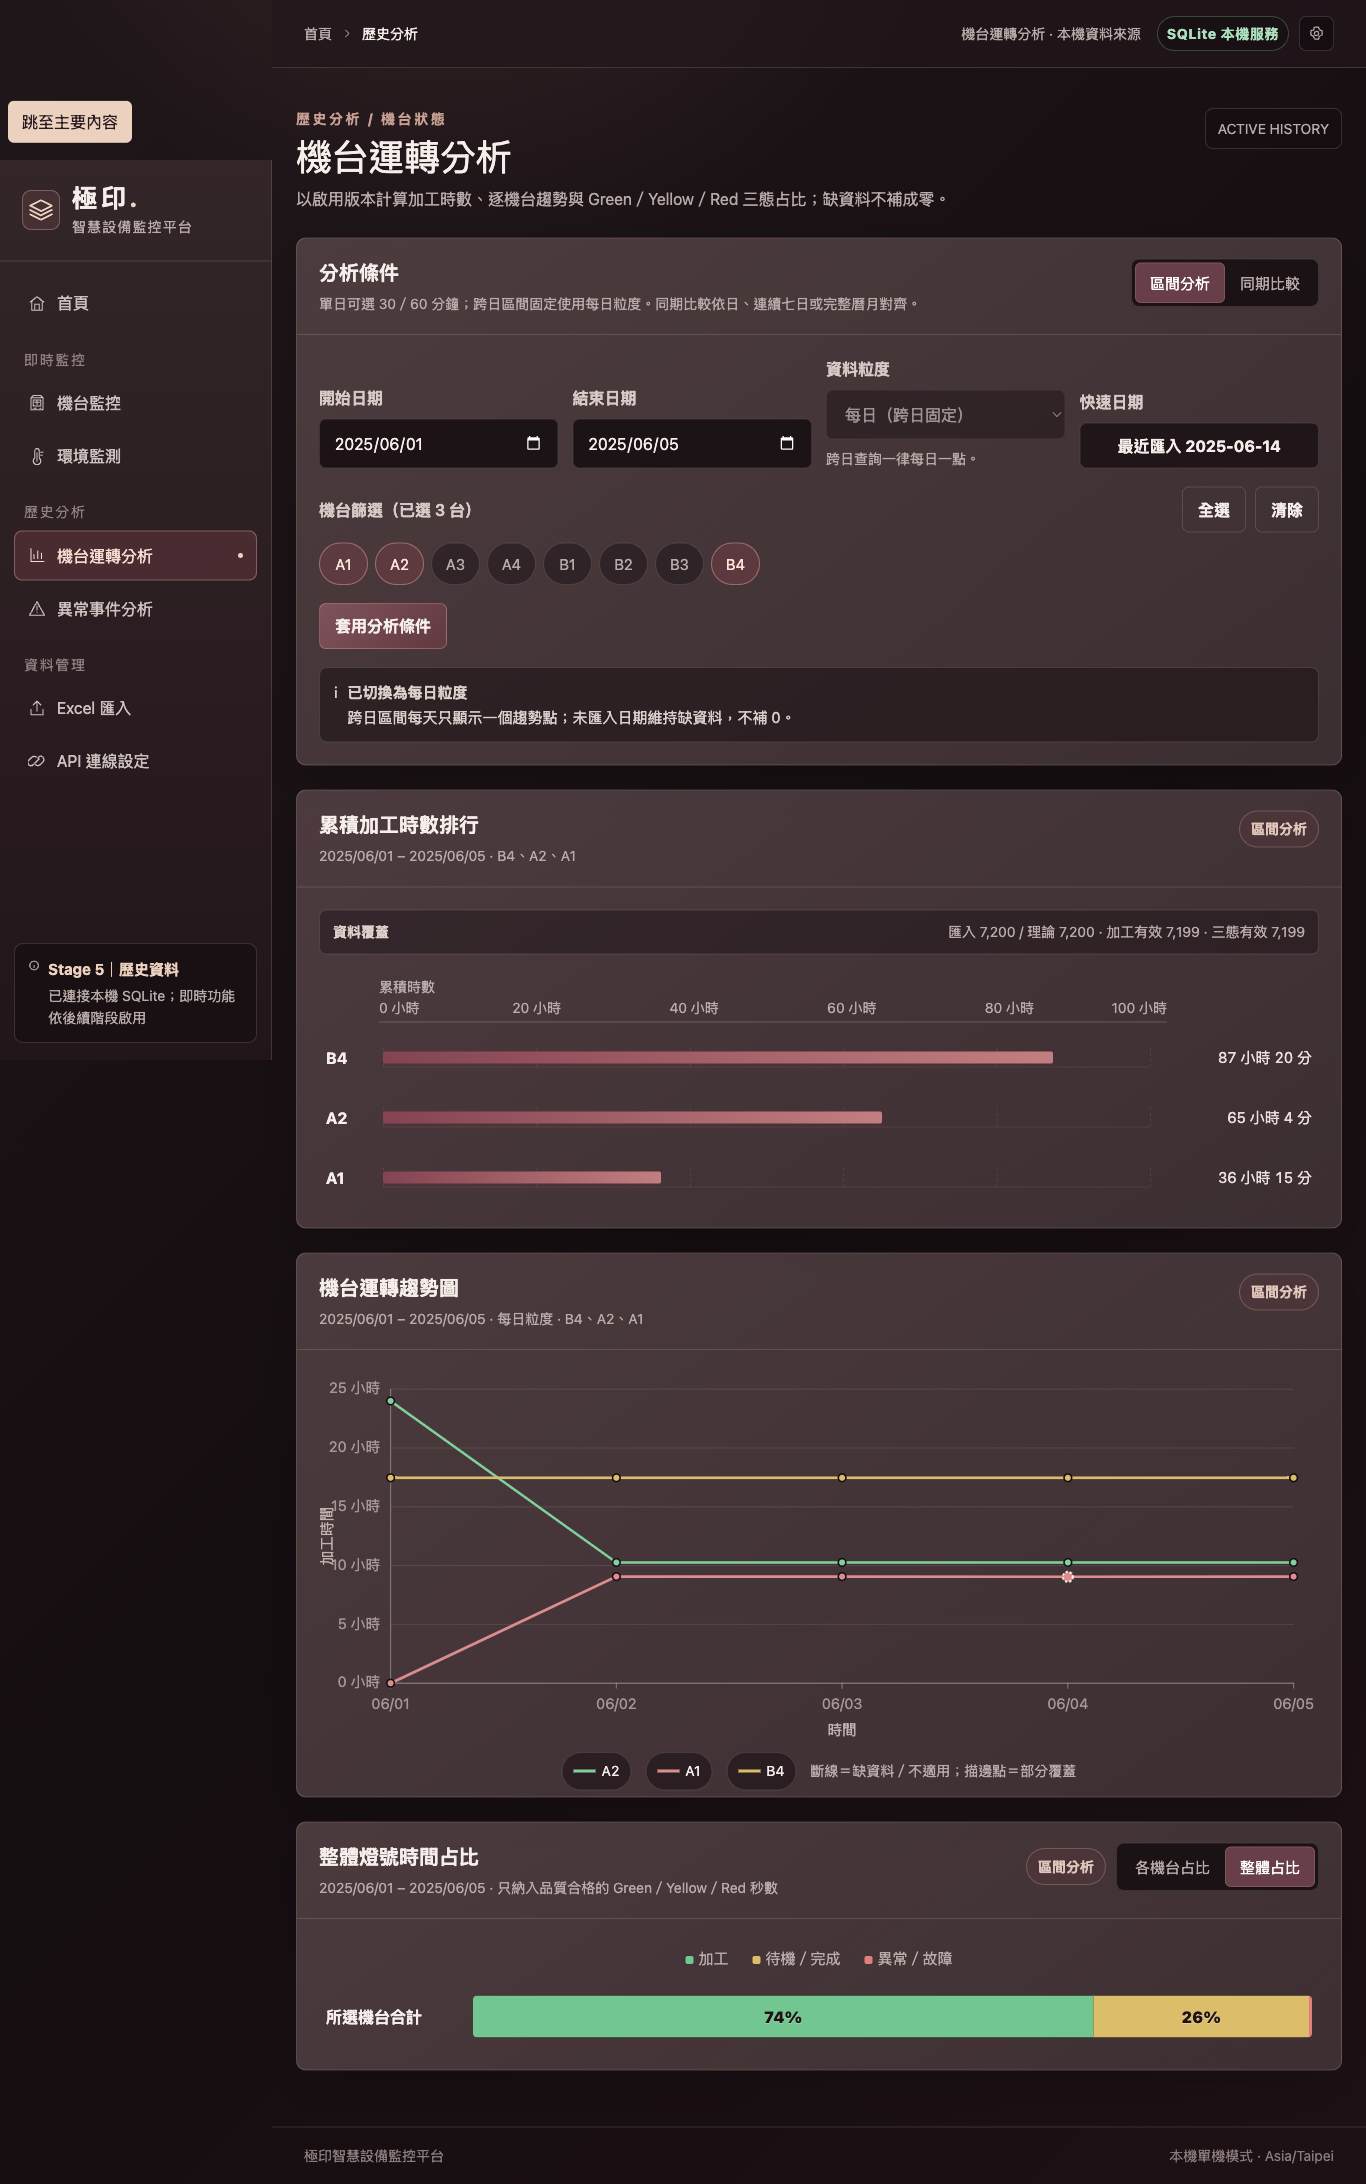 首頁 › 歷史分析
機台運轉分析 · 本機資料來源
SQLite 本機服務
跳至主要內容
極印.
智慧設備監控平台
首頁
即時監控
機台監控
環境監測
歷史分析
機台運轉分析
異常事件分析
資料管理
Excel 匯入
API 連線設定
Stage 5｜歷史資料
已連接本機 SQLite；即時功能
依後續階段啟用
歷史分析 / 機台狀態
機台運轉分析
以啟用版本計算加工時數、逐機台趨勢與 Green / Yellow / Red 三態占比；缺資料不補成零。
ACTIVE HISTORY
分析條件
單日可選 30 / 60 分鐘；跨日區間固定使用每日粒度。同期比較依日、連續七日或完整曆月對齊。
區間分析
同期比較
開始日期
2025/06/01
結束日期
2025/06/05
資料粒度
每日（跨日固定）
跨日查詢一律每日一點。
快速日期
最近匯入 2025-06-14
機台篩選（已選 3 台）
全選
清除
A1 A2 A3 A4 B1 B2 B3 B4
套用分析條件
i 已切換為每日粒度
跨日區間每天只顯示一個趨勢點；未匯入日期維持缺資料，不補 0。
累積加工時數排行
2025/06/01 – 2025/06/05 · B4、A2、A1
區間分析
資料覆蓋
匯入 7,200 / 理論 7,200 · 加工有效 7,199 · 三態有效 7,199
累積時數
0 小時 20 小時 40 小時 60 小時 80 小時 100 小時
B4 87 小時 20 分
A2 65 小時 4 分
A1 36 小時 15 分
機台運轉趨勢圖
2025/06/01 – 2025/06/05 · 每日粒度 · B4、A2、A1
區間分析
25 小時
20 小時
15 小時
10 小時
5 小時
0 小時
加工時間
06/01 06/02 06/03 06/04 06/05
時間
A2 A1 B4 斷線＝缺資料 / 不適用；描邊點＝部分覆蓋
整體燈號時間占比
2025/06/01 – 2025/06/05 · 只納入品質合格的 Green / Yellow / Red 秒數
區間分析
各機台占比
整體占比
加工 待機 / 完成 異常 / 故障
所選機台合計 74% 26%
極印智慧設備監控平台
本機單機模式 · Asia/Taipei